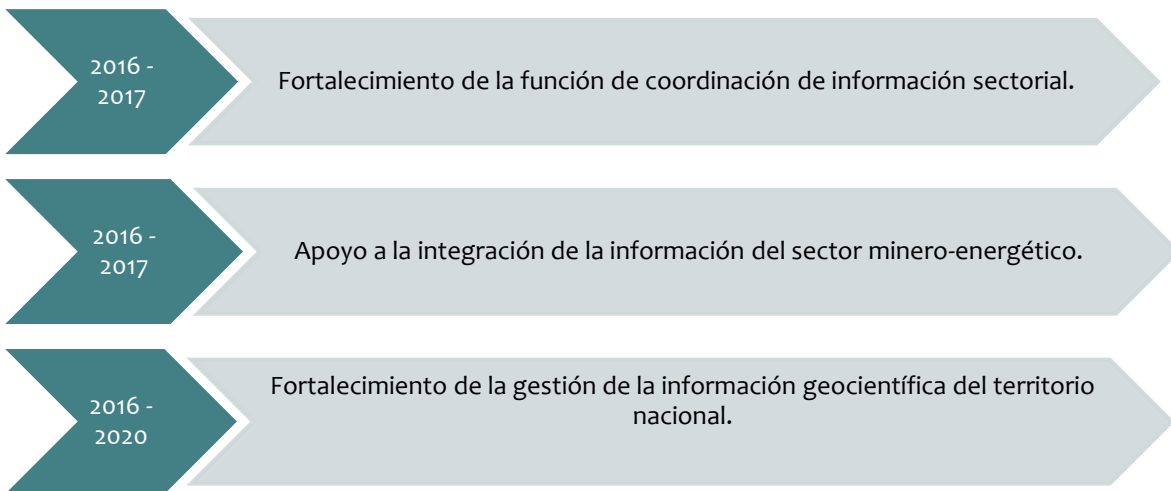 2016 -
2017
Fortalecimiento de la función de coordinación de información sectorial.
2016 -
2017
Apoyo a la integración de la información del sector minero-energético.
2016 -
2020
Fortalecimiento de la gestión de la información geocientífica del territorio
nacional.